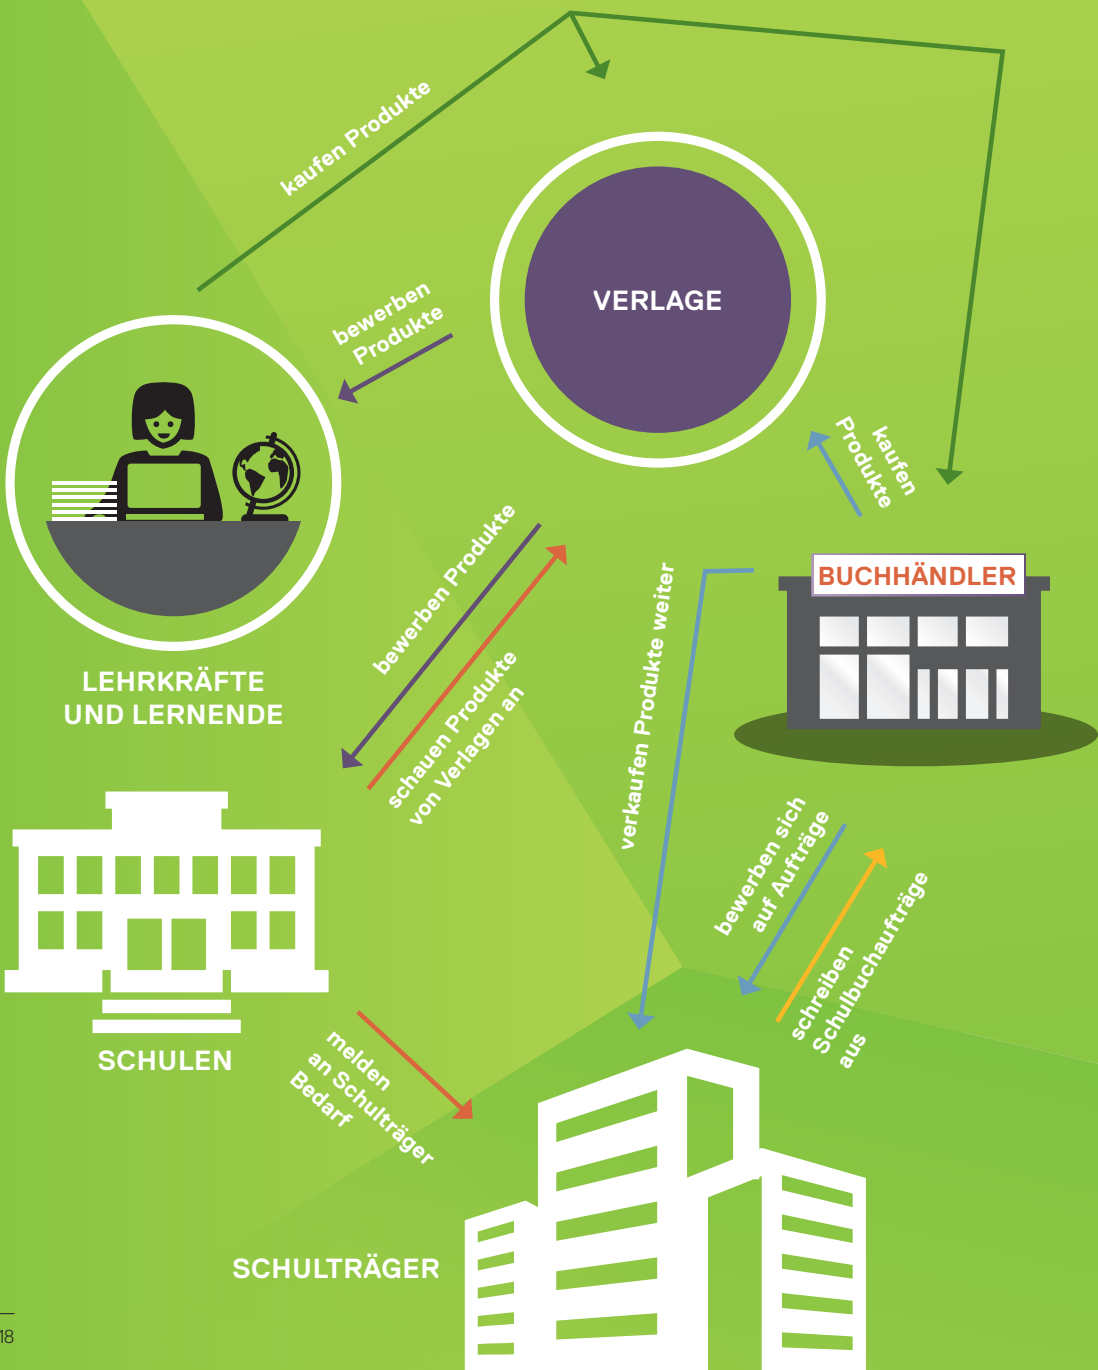 kaufen Produkte
VERLAGE
bewerben
Produkte
kaufen
Produkte
bewerben Produkte
schauen Produkte
von Verlagen an
verkaufen Produkte weiter
BUCHHÄNDLER
LEHRKRÄFTE
UND LERNENDE
bewerben sich
auf Aufträge
schreiben
Schulbuchaufträge
aus
SCHULEN
melden
an Schulträger
Bedarf
SCHULTRÄGER
18